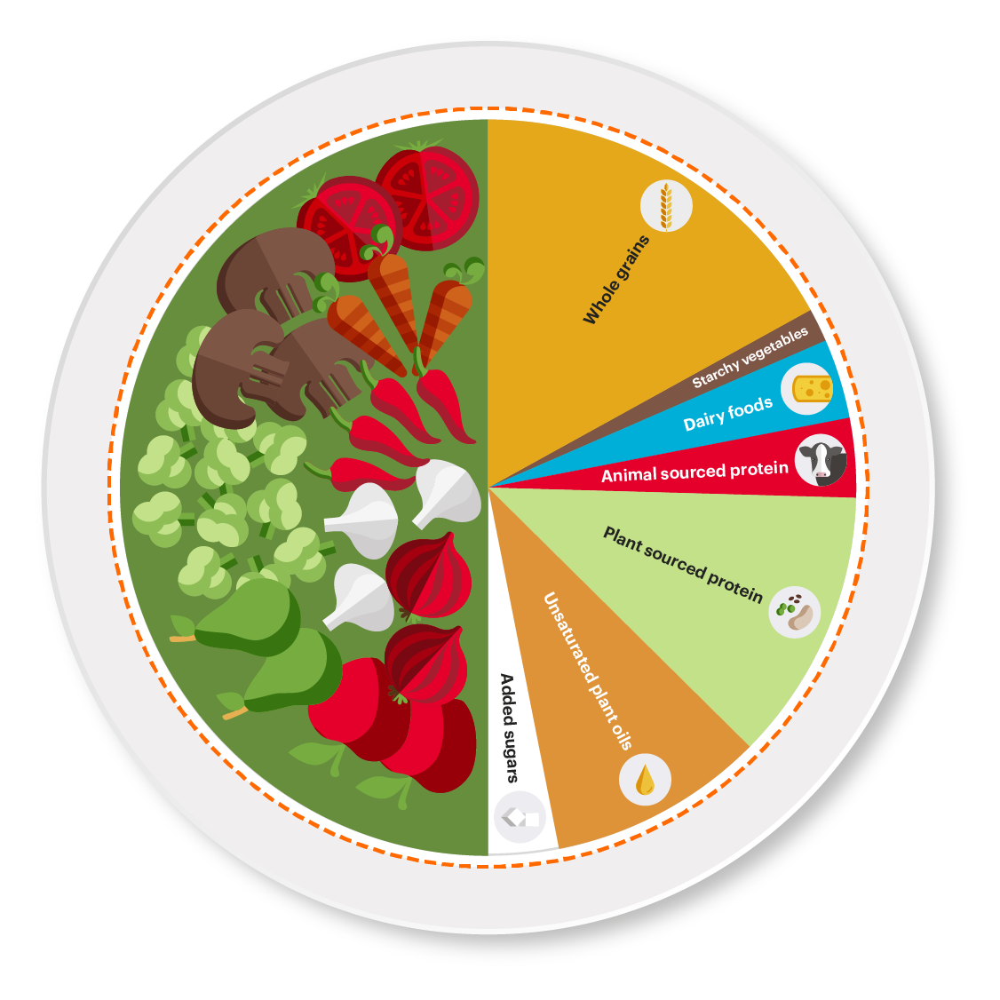 Whole grains
Starchy vegetables
Dairy foods
Animal sourced protein
Plant sourced protein
Unsaturated plant oils
Added sugars